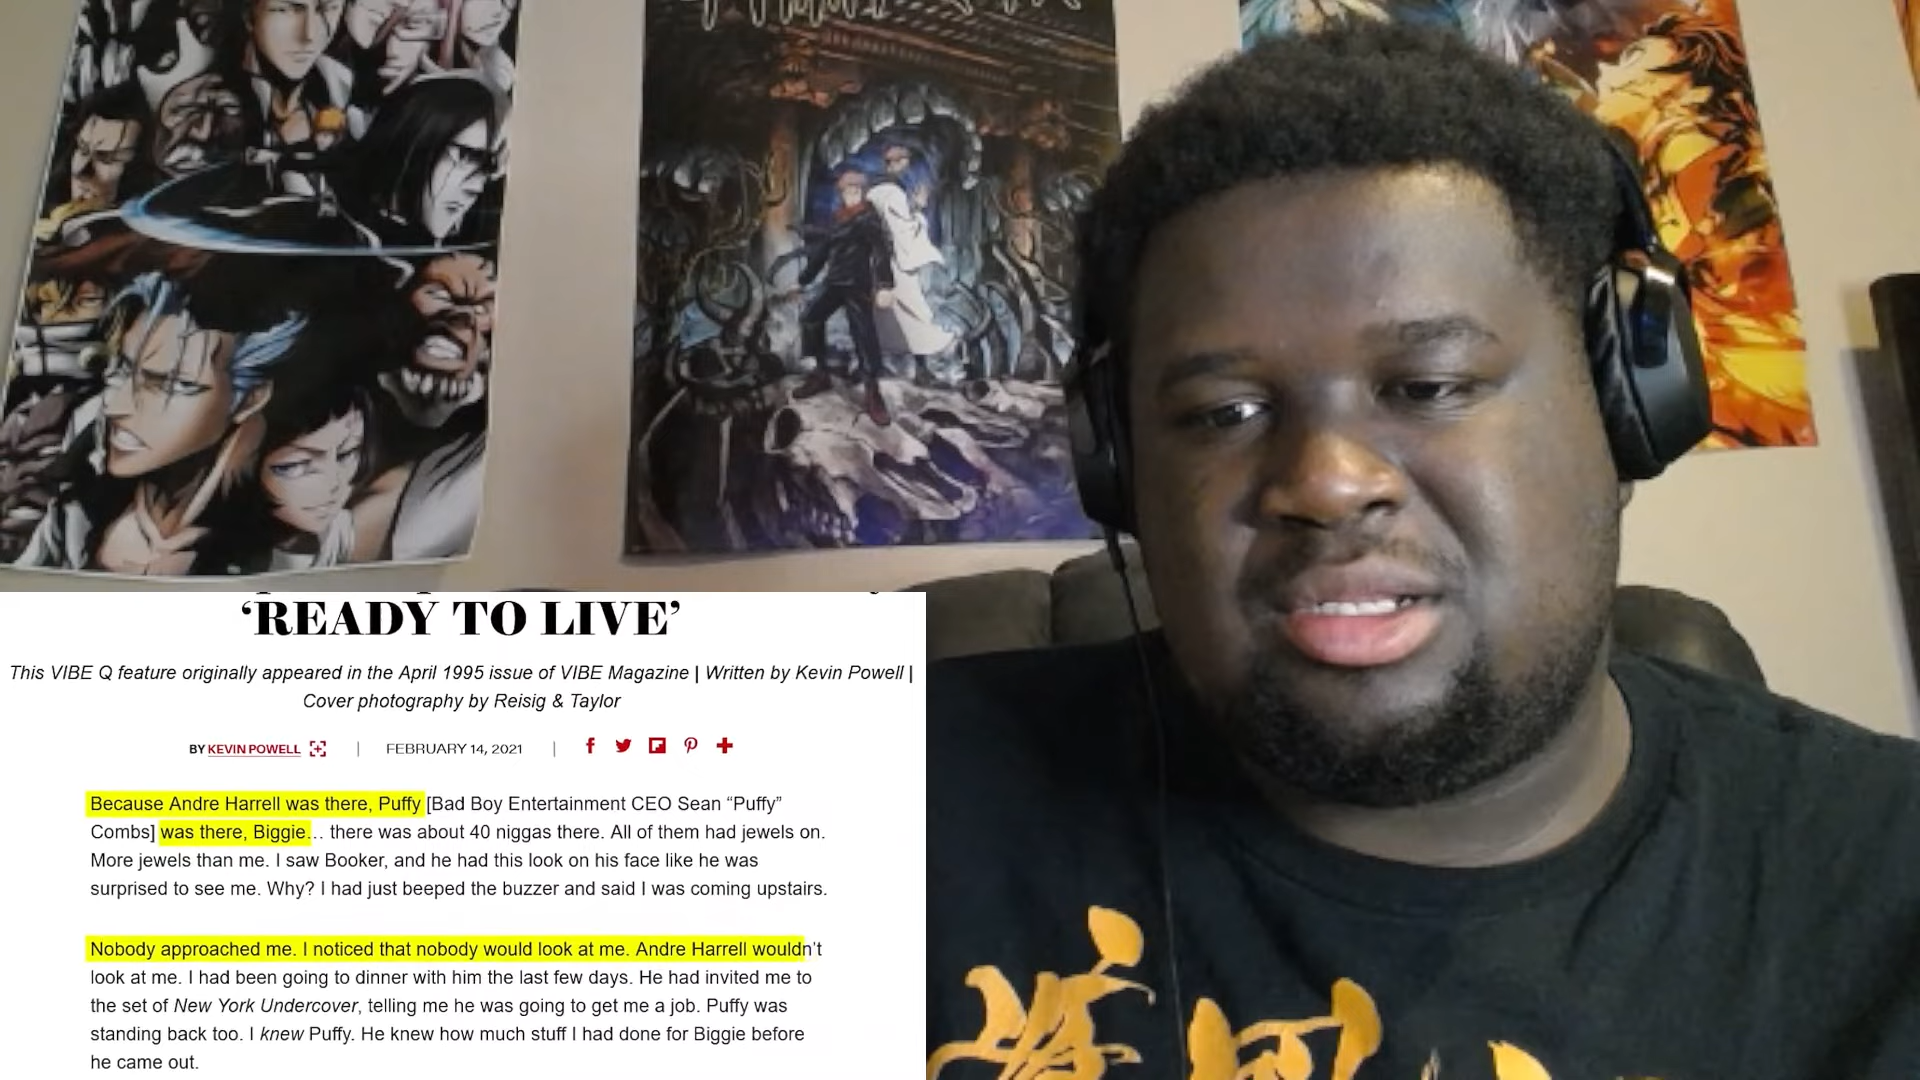 ‘READY TO LIVE’
This VIBE Q feature originally appeared in the April 1995 issue of VIBE Magazine | Written by Kevin Powell |
Cover photography by Reisig & Taylor
BY KEVIN POWELL | FEBRUARY 14, 2021 |
Because Andre Harrell was there, Puffy [Bad Boy Entertainment CEO Sean “Puffy”
Combs] was there, Biggie… there was about 40 niggas there. All of them had jewels on.
More jewels than me. I saw Booker, and he had this look on his face like he was
surprised to see me. Why? I had just beeped the buzzer and said I was coming upstairs.
Nobody approached me. I noticed that nobody would look at me. Andre Harrell wouldn’t
look at me. I had been going to dinner with him the last few days. He had invited me to
the set of New York Undercover, telling me he was going to get me a job. Puffy was
standing back too. I knew Puffy. He knew how much stuff I had done for Biggie before
he came out.